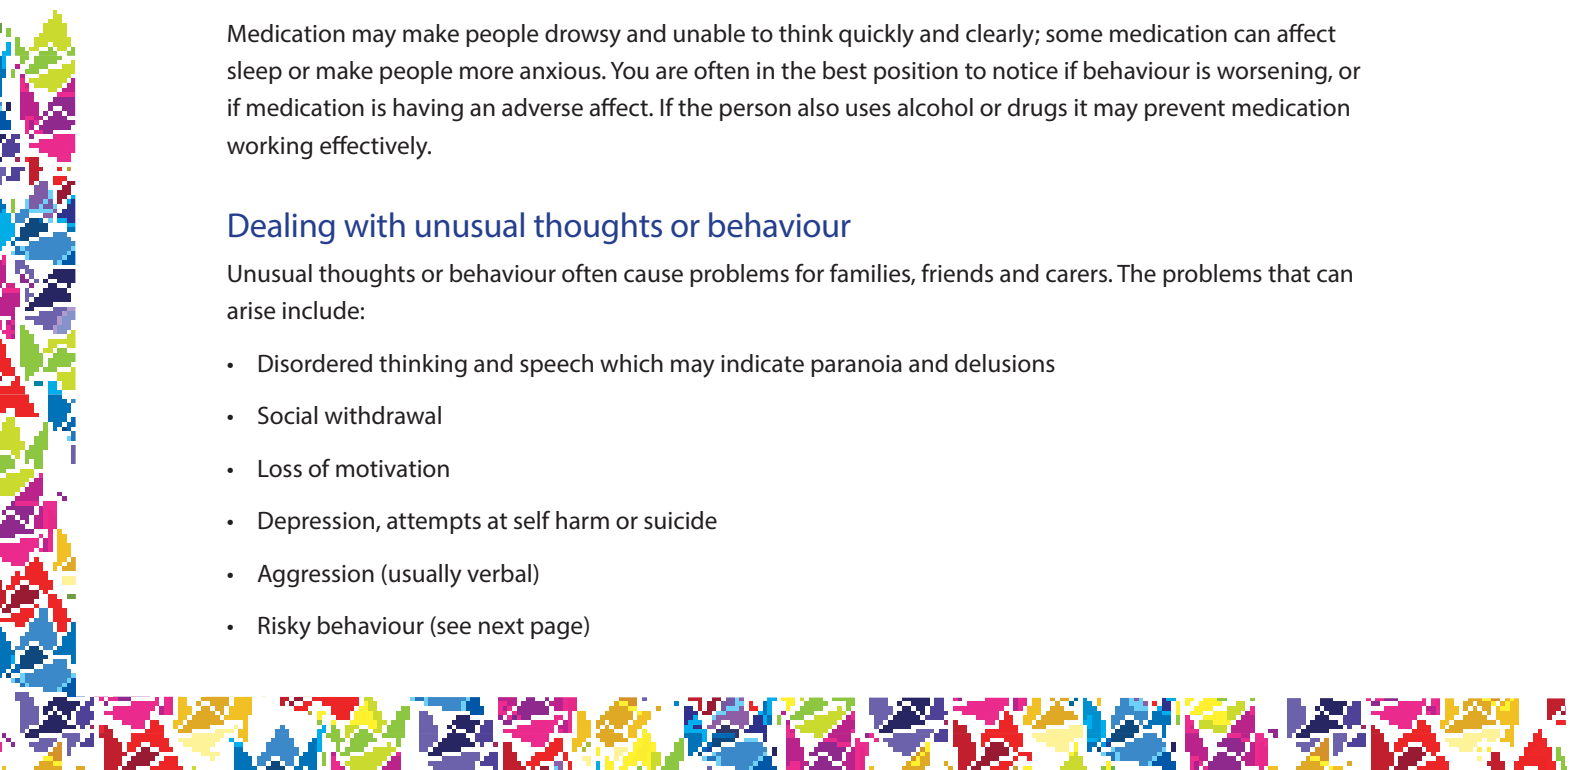 Medication may make people drowsy and unable to think quickly and clearly; some medication can affect
sleep or make people more anxious. You are often in the best position to notice if behaviour is worsening, or
if medication is having an adverse affect. If the person also uses alcohol or drugs it may prevent medication
working effectively.
Dealing with unusual thoughts or behaviour
Unusual thoughts or behaviour often cause problems for families, friends and carers. The problems that can
arise include:
• Disordered thinking and speech which may indicate paranoia and delusions
• Social withdrawal
• Loss of motivation
• Depression, attempts at self harm or suicide
• Aggression (usually verbal)
• Risky behaviour (see next page)